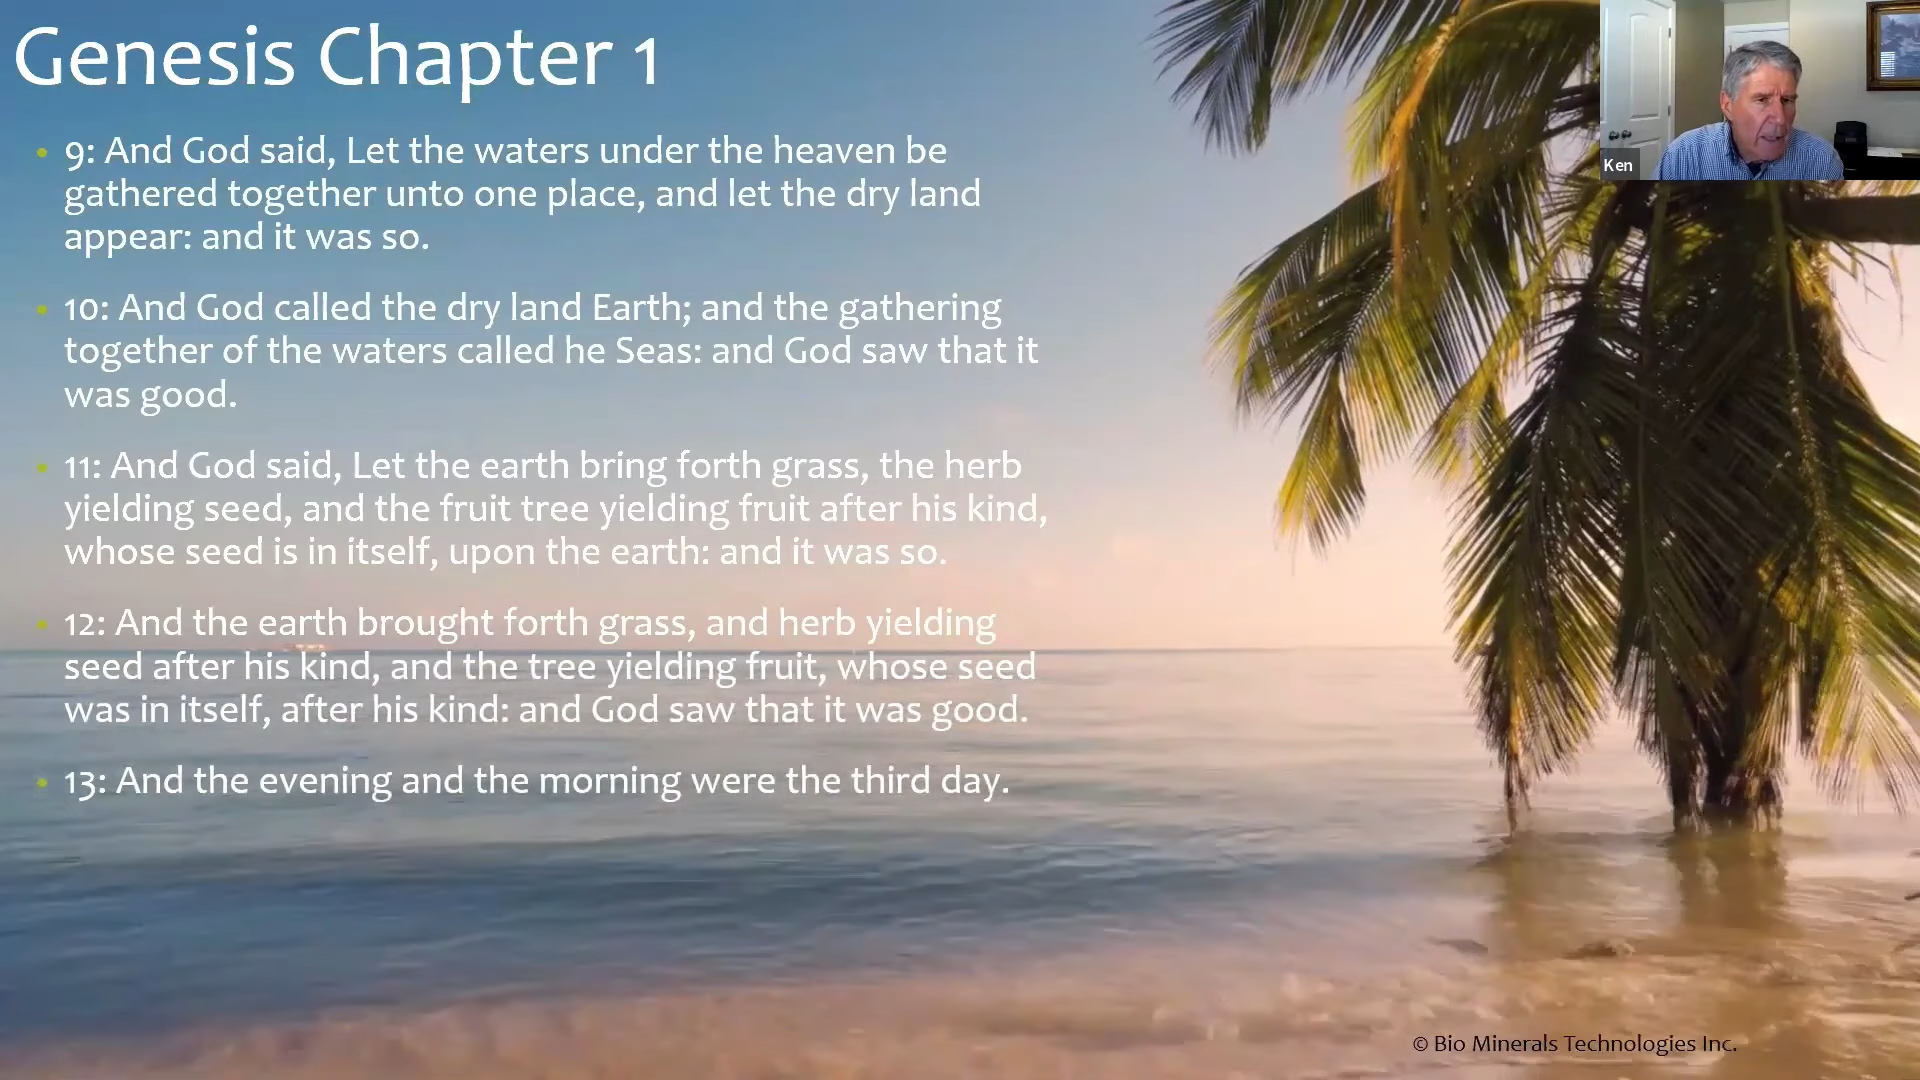 Genesis Chapter 1
• 9: And God said, Let the waters under the heaven be
gathered together unto one place, and let the dry land
appear: and it was so.
• 10: And God called the dry land Earth; and the gathering
together of the waters called he Seas: and God saw that it
was good.
• 11: And God said, Let the earth bring forth grass, the herb
yielding seed, and the fruit tree yielding fruit after his kind,
whose seed is in itself, upon the earth: and it was so.
• 12: And the earth brought forth grass, and herb yielding
seed after his kind, and the tree yielding fruit, whose seed
was in itself, after his kind: and God saw that it was good.
• 13: And the evening and the morning were the third day.
Ken
© Bio Minerals Technologies Inc.